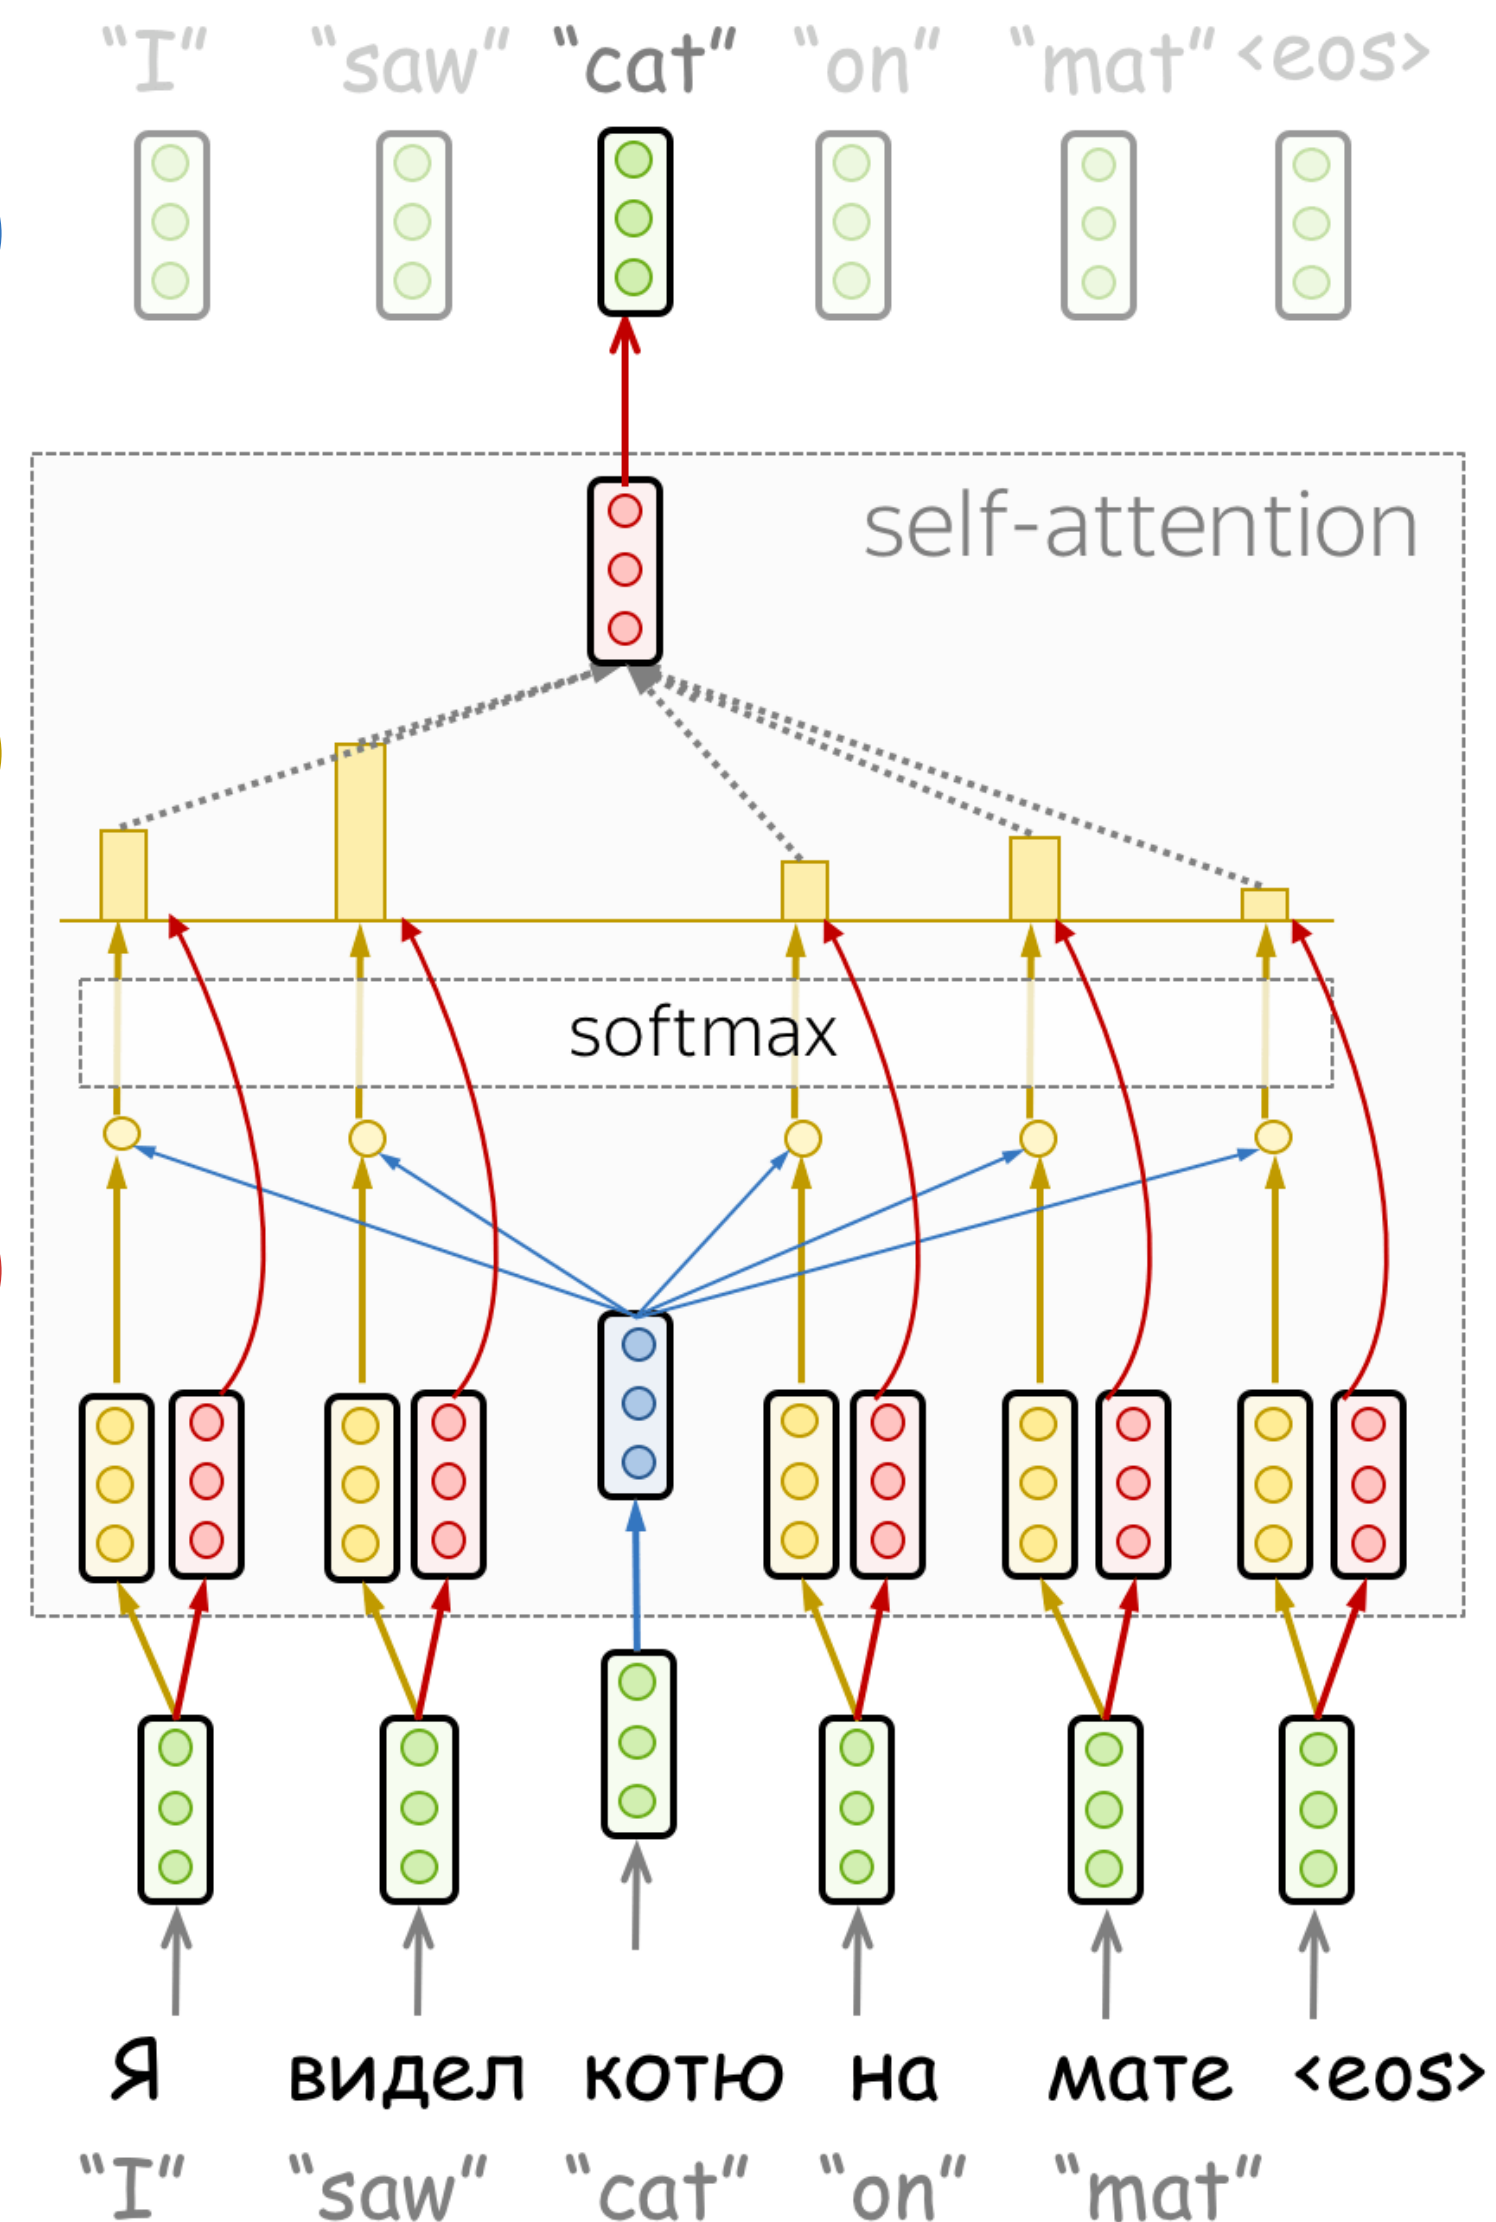 “I” “saw” “cat” “on” “mat” <eos>
self-attention
softmax
Я видел котю на мате <eos>
“I” “saw” “cat” “on” “mat”